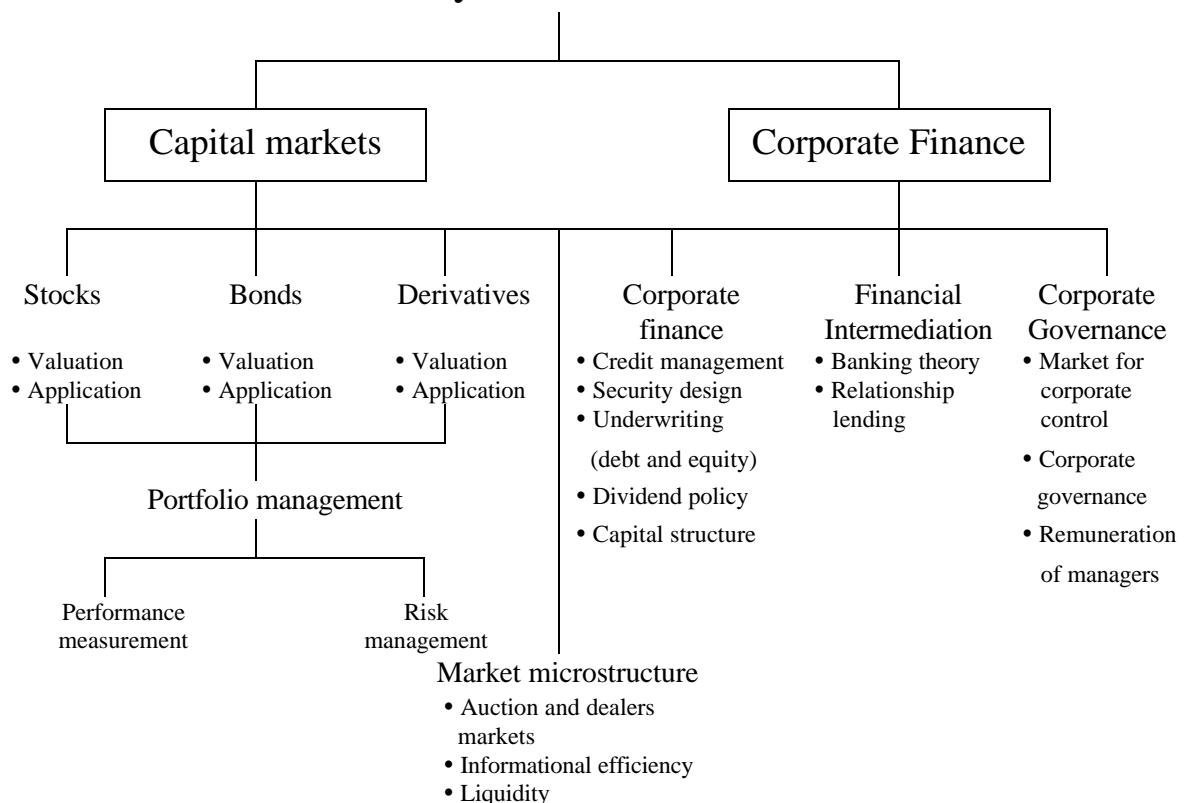 Capital markets
Corporate Finance
Stocks
• Valuation
• Application
Bonds
• Valuation
• Application
Derivatives
• Valuation
• Application
Corporate
finance
• Credit management
• Security design
• Underwriting
(debt and equity)
• Dividend policy
• Capital structure
Financial
Intermediation
• Banking theory
• Relationship
lending
Corporate
Governance
• Market for
corporate
control
• Corporate
governance
• Remuneration
of managers
Portfolio management
Performance
measurement
Risk
management
Market microstructure
• Auction and dealers
markets
• Informational efficiency
• Liquidity